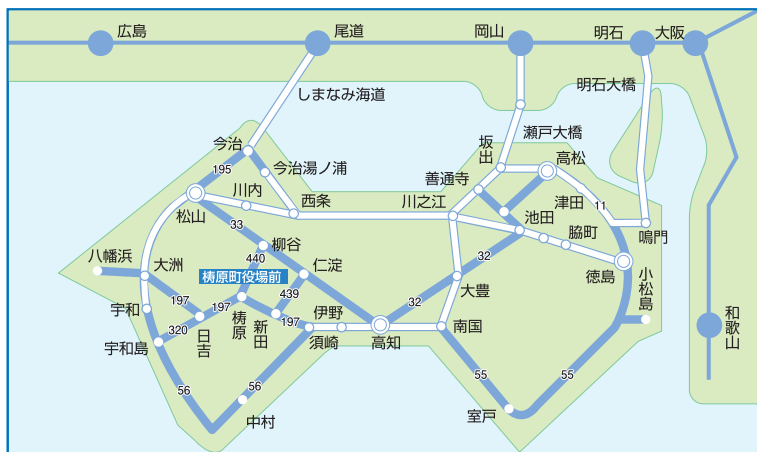 広島
尾道
岡山
明石
大阪
明石大橋
しまなみ海道
瀬戸大橋
今治
坂出
高松
195
今治湯ノ浦
善通寺
川内
西条
川之江
津田
11
松山
池田
脇町
鳴門
33
柳谷
32
八幡浜
大洲
440
仁淀
徳島
小松島
梼原町役場前
大豊
197
439
32
宇和
197
梼原
新田
197
伊野
320
日吉
須崎
高知
南国
和歌山
宇和島
56
56
55
55
中村
室戸